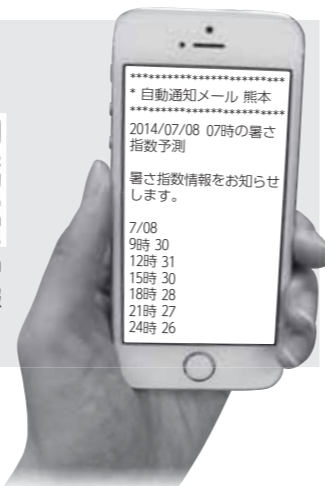 *************************
* 自動通知メール 熊本
*************************
2014/07/08 07時の暑さ
指数予測
暑さ指数情報をお知らせ
します。
7/08
9時 30
12時 31
15時 30
18時 28
21時 27
24時 26